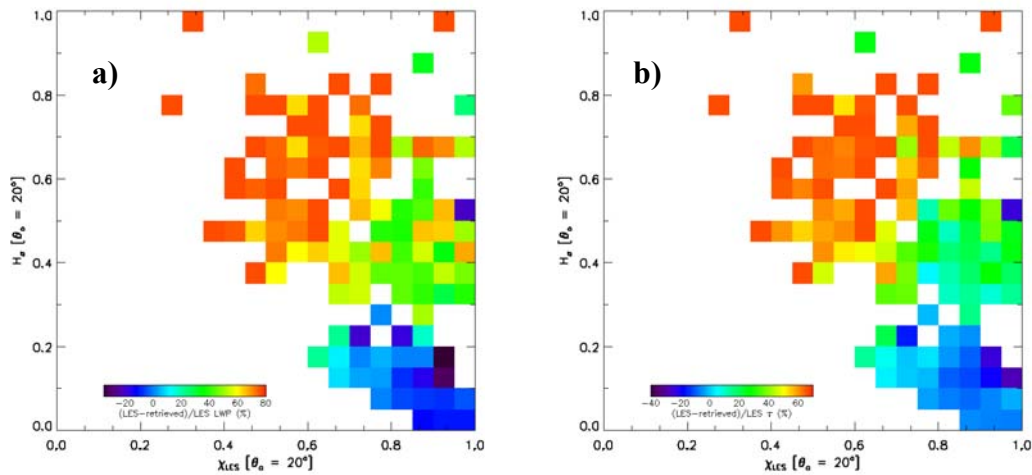 a)
1.0
0.8
0.6
0.4
0.2
0.0
H_σ [θ_o = 20°]
−20 0 20 40 60 80
(LES−retrieved)/LES LWP (%)
0.0 0.2 0.4 0.6 0.8 1.0
χ_LES [θ_o = 20°]
b)
1.0
0.8
0.6
0.4
0.2
0.0
H_σ [θ_o = 20°]
−40 −20 0 20 40 60
(LES−retrieved)/LES τ (%)
0.0 0.2 0.4 0.6 0.8 1.0
χ_LES [θ_o = 20°]